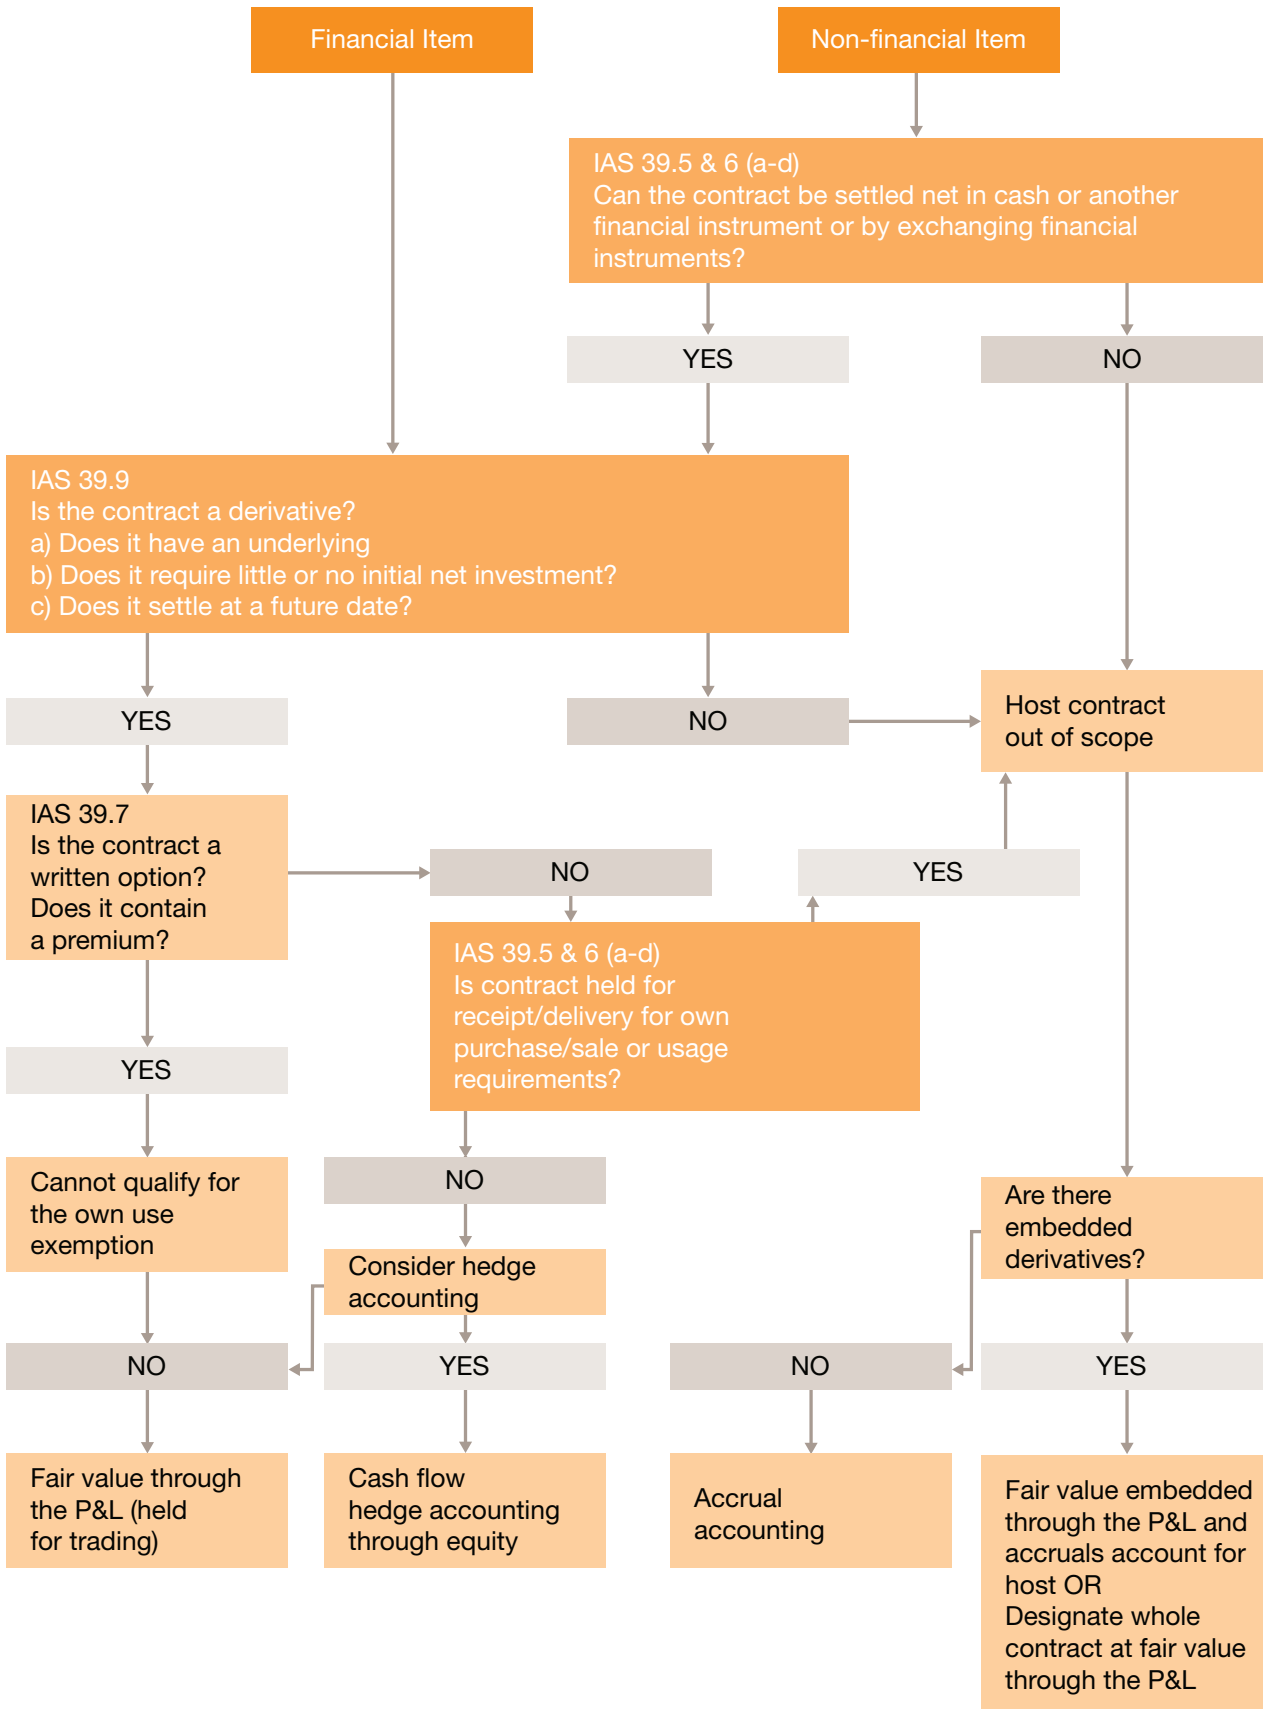 Financial Item
Non-financial Item
IAS 39.5 & 6 (a-d)
Can the contract be settled net in cash or another
financial instrument or by exchanging financial
instruments?
YES
NO
IAS 39.9
Is the contract a derivative?
a) Does it have an underlying
b) Does it require little or no initial net investment?
c) Does it settle at a future date?
YES
NO
Host contract
out of scope
IAS 39.7
Is the contract a
written option?
Does it contain
a premium?
NO
YES
IAS 39.5 & 6 (a-d)
Is contract held for
receipt/delivery for own
purchase/sale or usage
requirements?
YES
Cannot qualify for
the own use
exemption
NO
Consider hedge
accounting
Are there
embedded
derivatives?
NO
YES
NO
YES
Fair value through
the P&L (held
for trading)
Cash flow
hedge accounting
through equity
Accrual
accounting
Fair value embedded
through the P&L and
accruals account for
host OR
Designate whole
contract at fair value
through the P&L